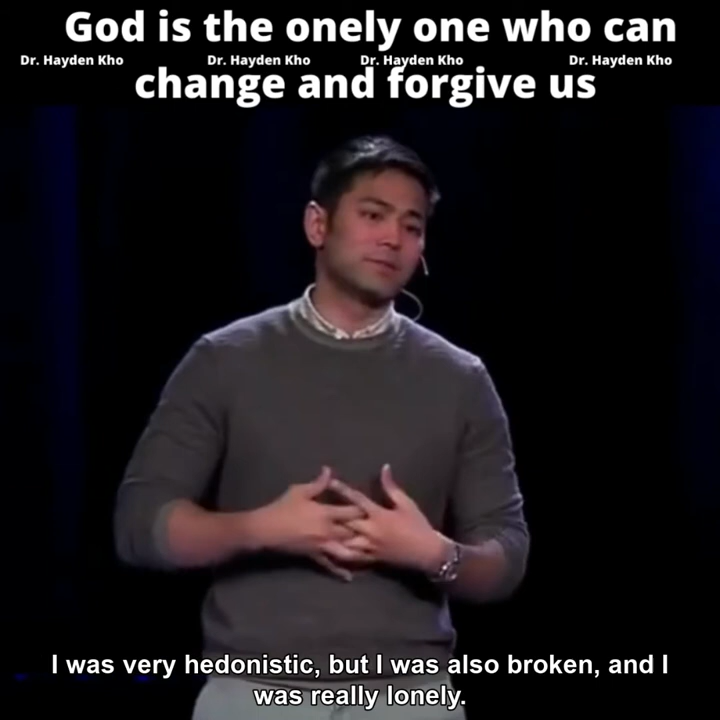 God is the onely one who can
Dr. Hayden Kho Dr. Hayden Kho Dr. Hayden Kho Dr. Hayden Kho
change and forgive us
I was very hedonistic, but I was also broken, and I
was really lonely.